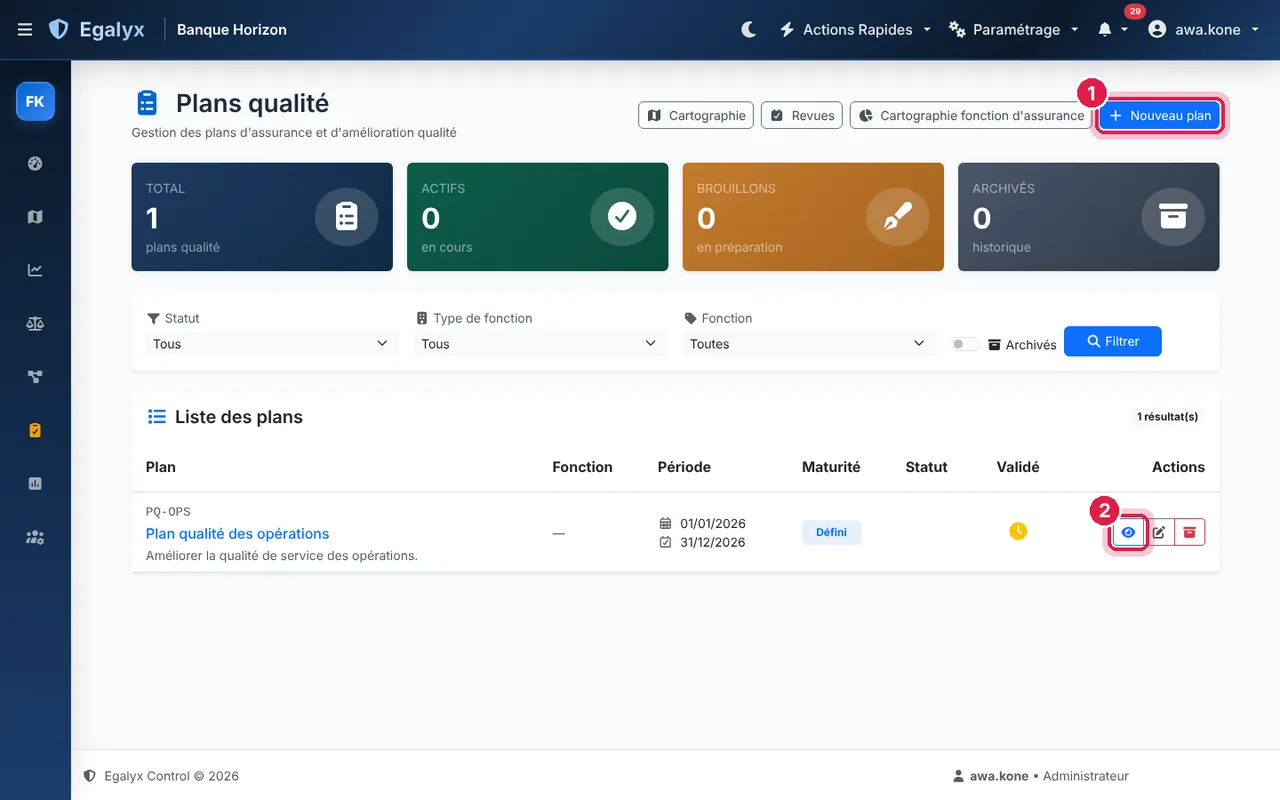 Egalyx
Banque Horizon
Actions Rapides
Paramétrage
29
awa.kone
FK
Plans qualité
Gestion des plans d'assurance et d'amélioration qualité
Cartographie
Revues
Cartographie fonction d'assurance
1
Nouveau plan
TOTAL
1
plans qualité
ACTIFS
0
en cours
BROUILLONS
0
en préparation
ARCHIVÉS
0
historique
Statut
Tous
Type de fonction
Tous
Fonction
Toutes
Archivés
Filtrer
Liste des plans
1 résultat(s)
Plan Fonction Période Maturité Statut Validé Actions
PQ-OPS
Plan qualité des opérations
Améliorer la qualité de service des opérations.
—
01/01/2026
31/12/2026
Défini
2
Egalyx Control © 2026
awa.kone • Administrateur